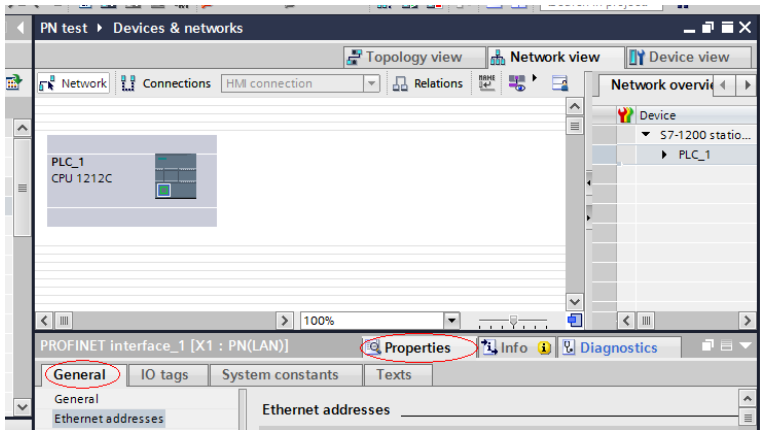 PN test ▸ Devices & networks
Topology view
Network view
Device view
Network
Connections
HMI connection
Relations
Network overvie
Device
S7-1200 statio...
PLC_1
PLC_1
CPU 1212C
100%
PROFINET interface_1 [X1 : PN(LAN)]
Properties
Info
Diagnostics
General
IO tags
System constants
Texts
General
Ethernet addresses
Ethernet addresses